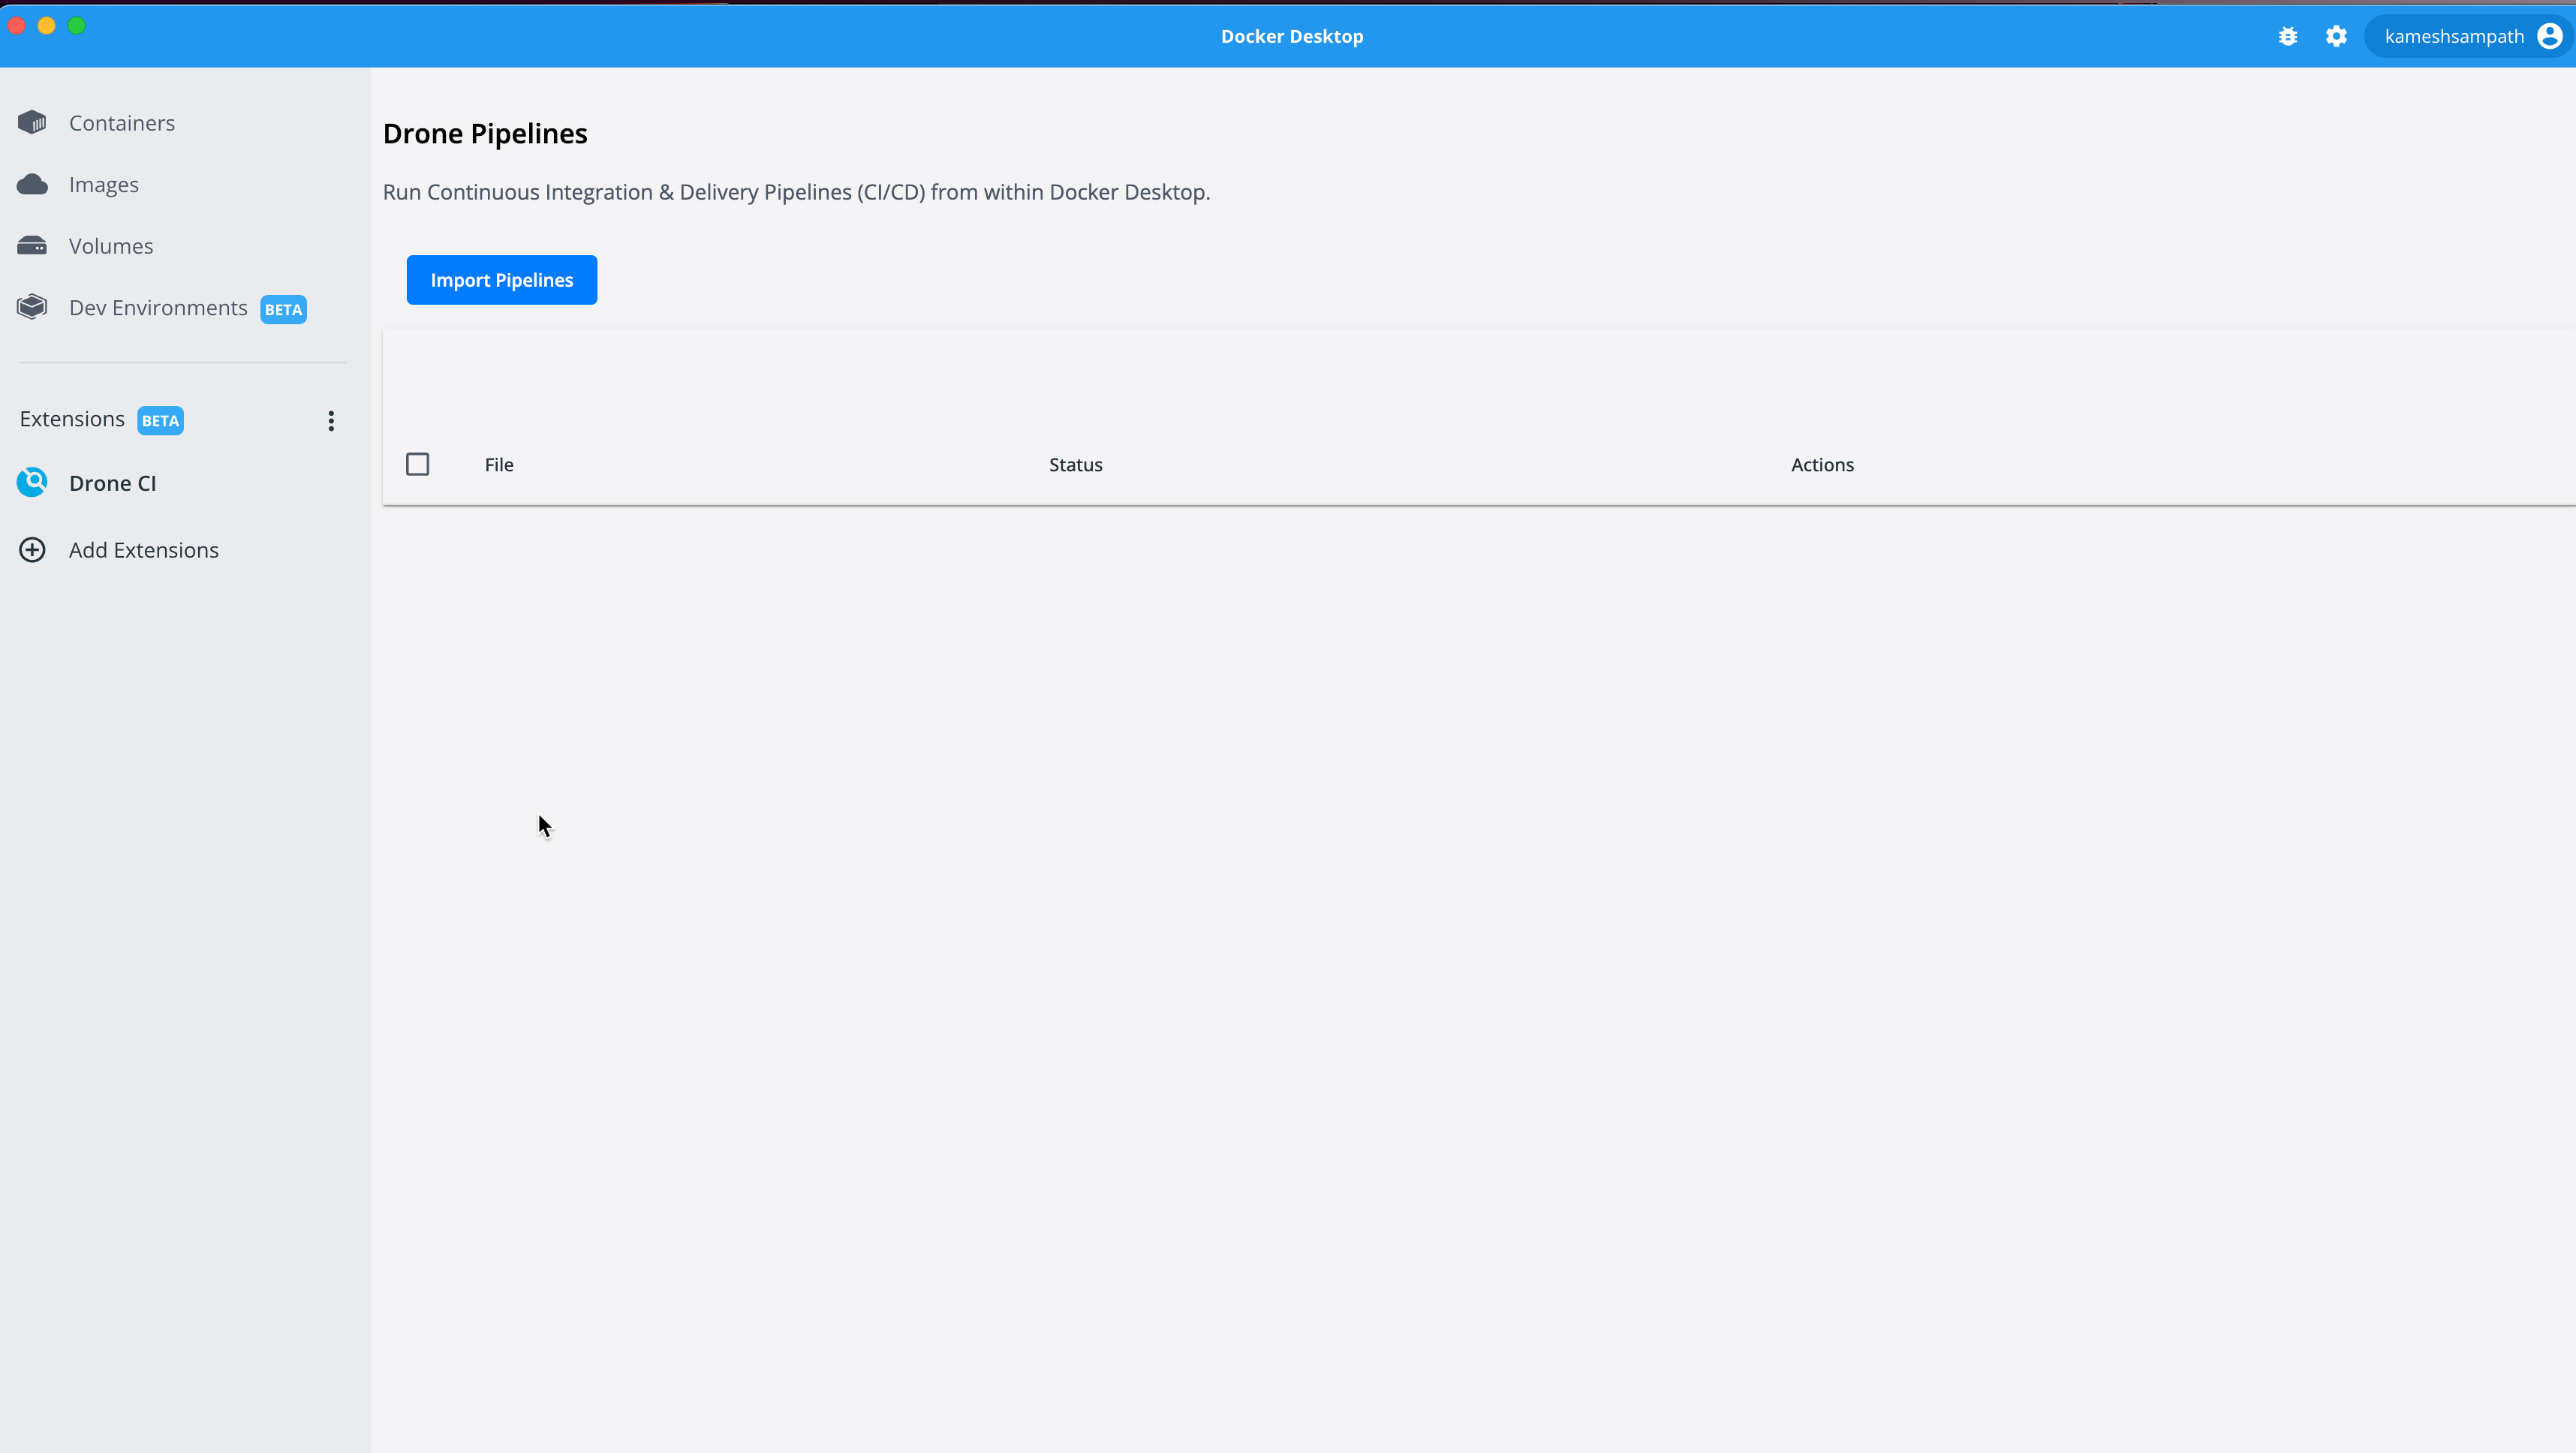 Docker Desktop
kameshsampath
Containers
Images
Volumes
Dev Environments BETA
Extensions BETA
Drone CI
Add Extensions
Drone Pipelines
Run Continuous Integration & Delivery Pipelines (CI/CD) from within Docker Desktop.
Import Pipelines
File Status Actions